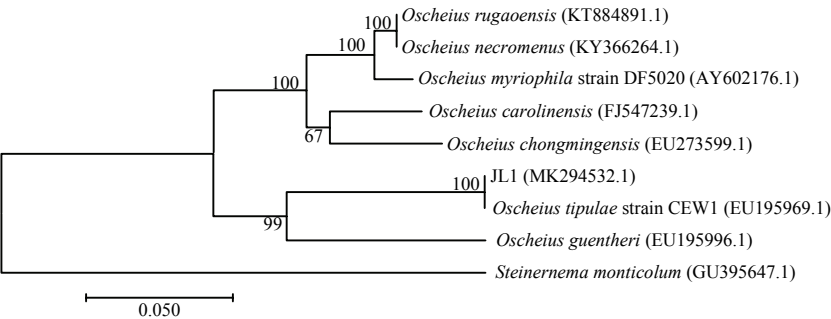 100 Oscheius rugaoensis (KT884891.1)
100 Oscheius necromenus (KY366264.1)
100 Oscheius myriophila strain DF5020 (AY602176.1)
Oscheius carolinensis (FJ547239.1)
67 Oscheius chongmingensis (EU273599.1)
JL1 (MK294532.1)
100
Oscheius tipulae strain CEW1 (EU195969.1)
99
Oscheius guentheri (EU195996.1)
Steinernema monticolum (GU395647.1)
0.050